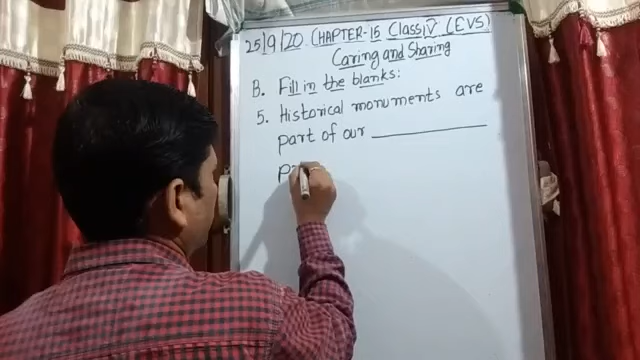 25/9/20 CHAPTER-15 Class IV (EVS)
Caring and Sharing
B. Fill in the blanks:
5. Historical monuments are
part of our ___________